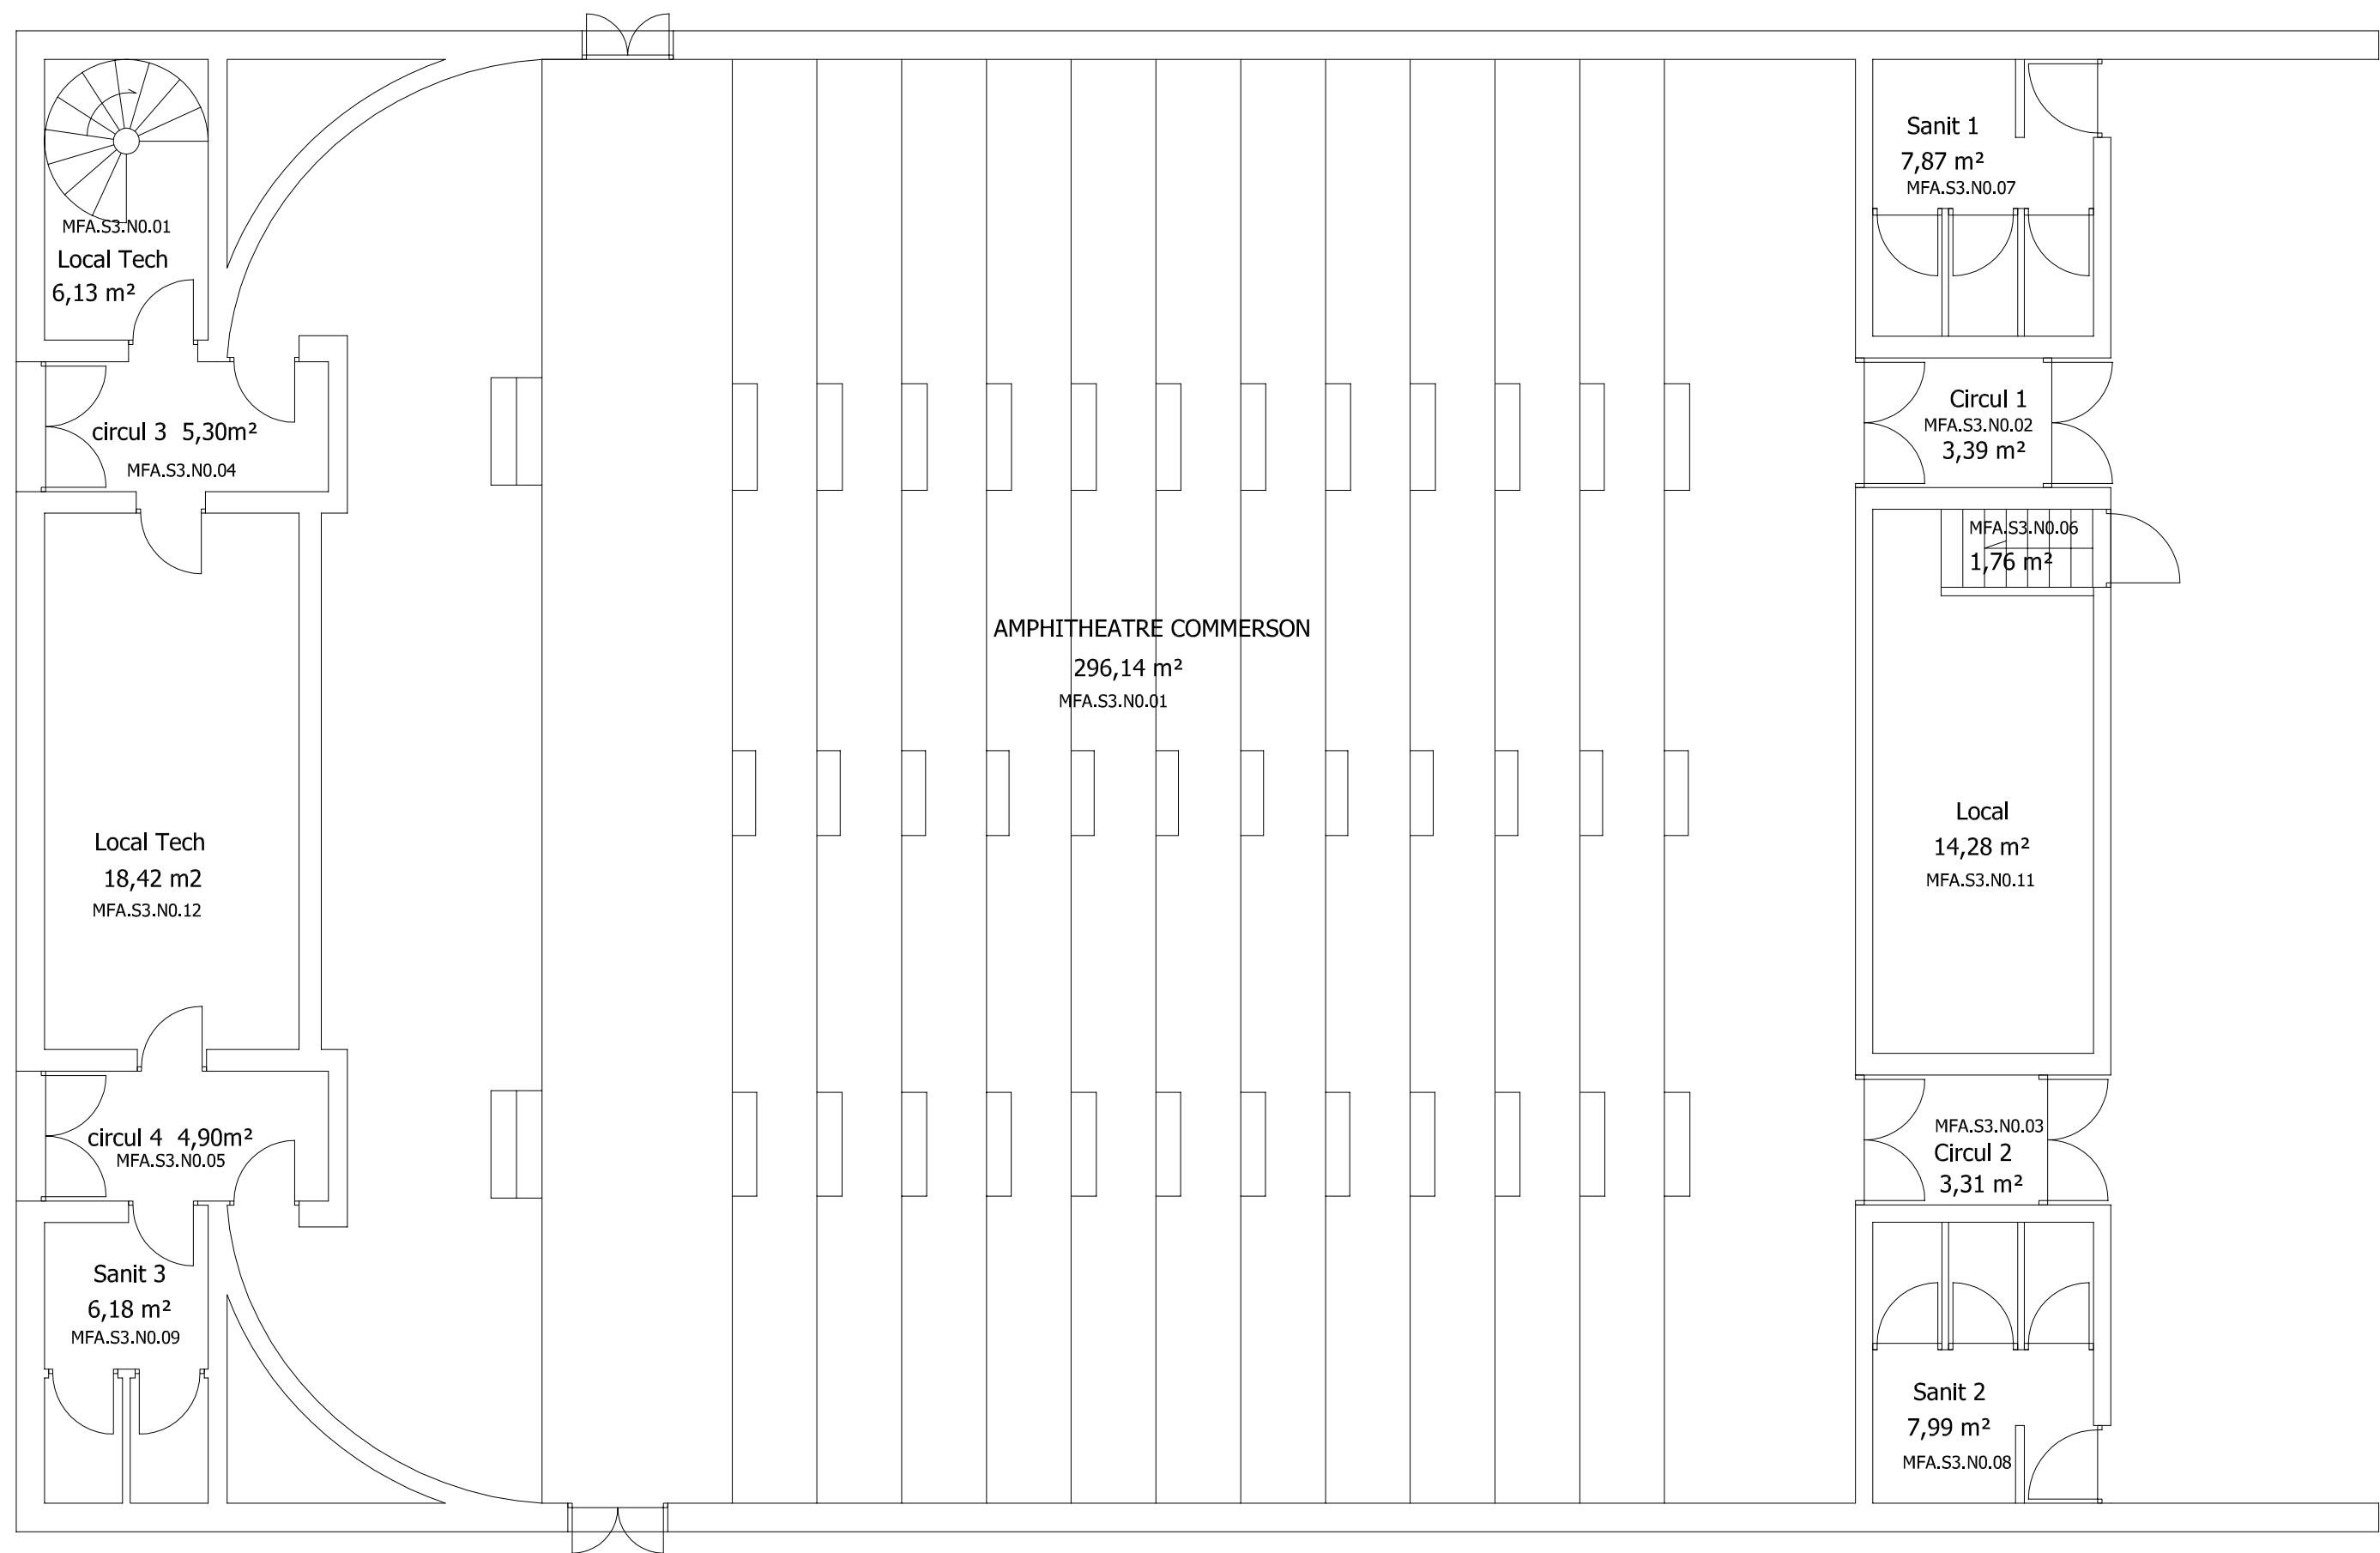 MFA.S3.N0.01
Local Tech
6,13 m²
circul 3 5,30m²
MFA.S3.N0.04
Local Tech
18,42 m2
MFA.S3.N0.12
circul 4 4,90m²
MFA.S3.N0.05
Sanit 3
6,18 m²
MFA.S3.N0.09
AMPHITHEATRE COMMERSON
296,14 m²
MFA.S3.N0.01
Sanit 1
7,87 m²
MFA.S3.N0.07
Circul 1
MFA.S3.N0.02
3,39 m²
MFA.S3.N0.06
1,76 m²
Local
14,28 m²
MFA.S3.N0.11
MFA.S3.N0.03
Circul 2
3,31 m²
Sanit 2
7,99 m²
MFA.S3.N0.08